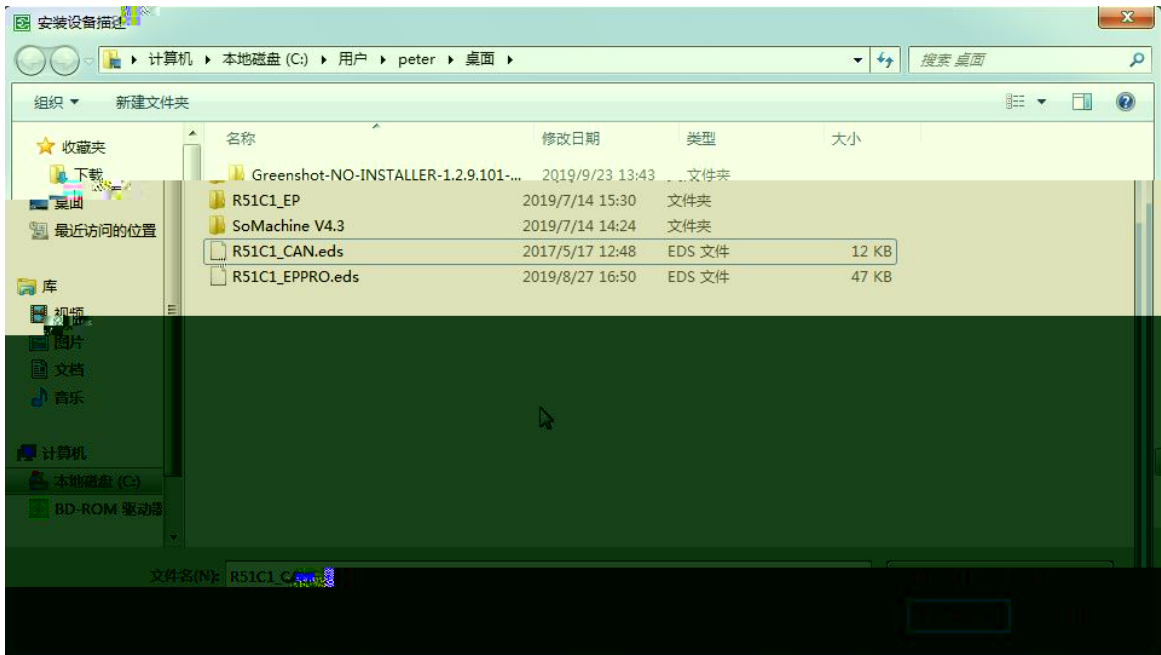 安装设备描述
计算机 本地磁盘 (C:) 用户 peter 桌面
搜索 桌面
组织 新建文件夹
收藏夹
下载
桌面
最近访问的位置
库
视频
图片
文档
音乐
计算机
本地磁盘 (C:)
BD-ROM 驱动器
名称 修改日期 类型 大小
Greenshot-NO-INSTALLER-1.2.9.101-... 2019/9/23 13:43 文件夹
R51C1_EP 2019/7/14 15:30 文件夹
SoMachine V4.3 2019/7/14 14:24 文件夹
R51C1_CAN.eds 2017/5/17 12:48 EDS 文件 12 KB
R51C1_EPPRO.eds 2019/8/27 16:50 EDS 文件 47 KB
文件名(N):